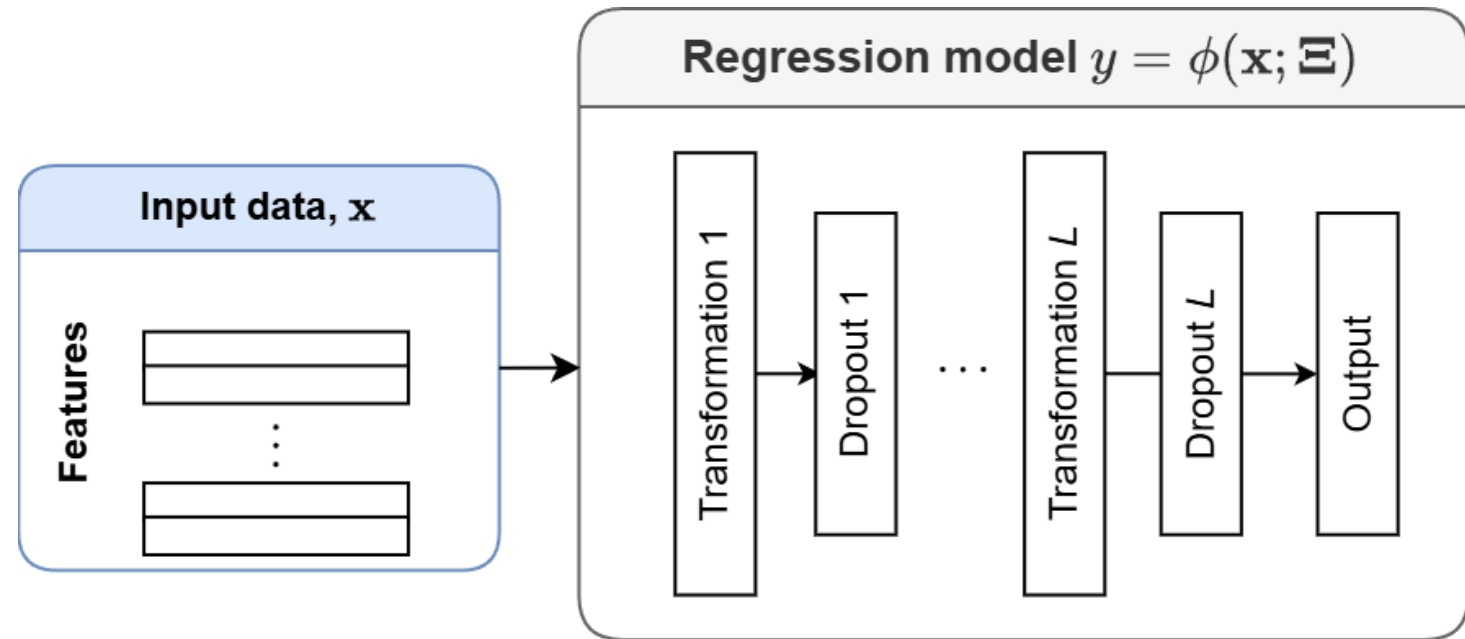 Regression model y = ϕ(x; Ξ)
Input data, x
Features
⋮
Transformation 1
Dropout 1
...
Transformation L
Dropout L
Output